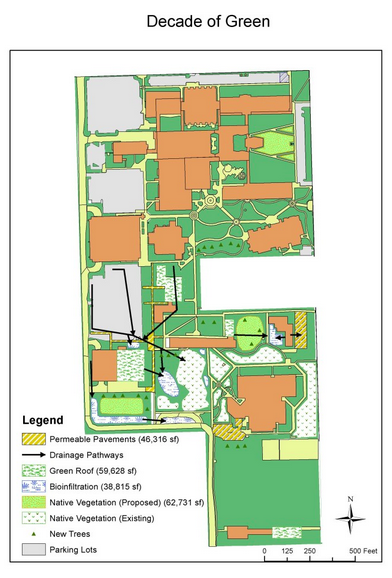 Decade of Green
Legend
Permeable Pavements (46,316 sf)
Drainage Pathways
Green Roof (59,628 sf)
Bioinfiltration (38,815 sf)
Native Vegetation (Proposed) (62,731 sf)
Native Vegetation (Existing)
New Trees
Parking Lots
N
0 125 250 500 Feet